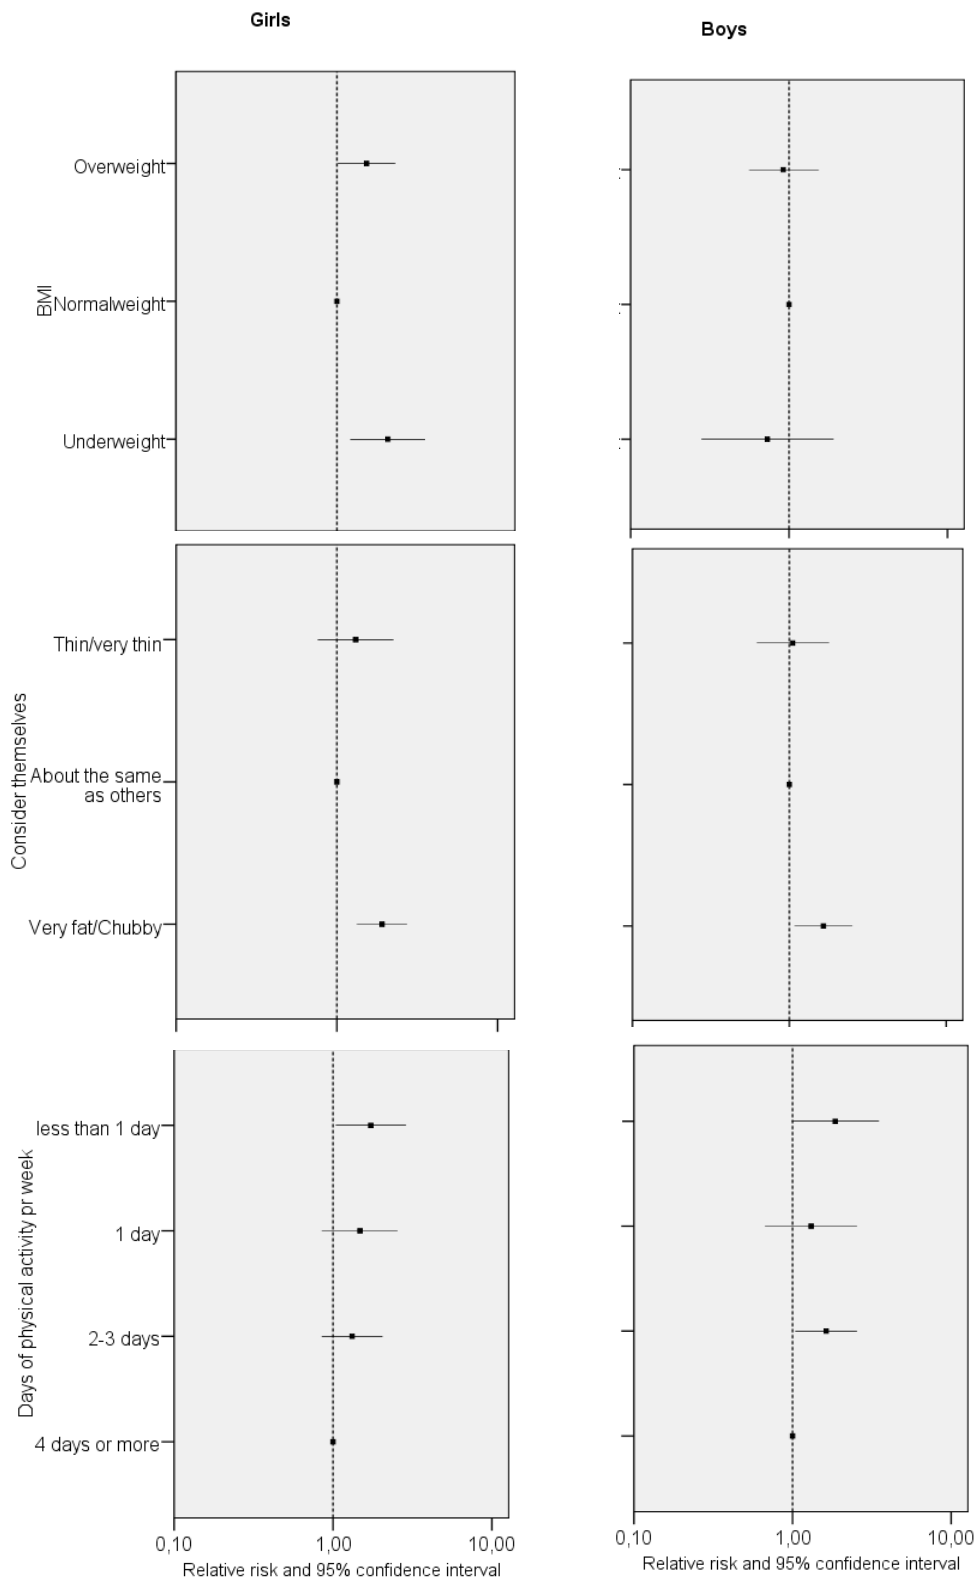 Girls
Boys
Overweight
BMI
Normalweight
Underweight
Thin/very thin
Consider themselves
About the same
as others
Very fat/Chubby
less than 1 day
Days of physical activity pr week
1 day
2-3 days
4 days or more
0,10 1,00 10,00
Relative risk and 95% confidence interval
0,10 1,00 10,00
Relative risk and 95% confidence interval